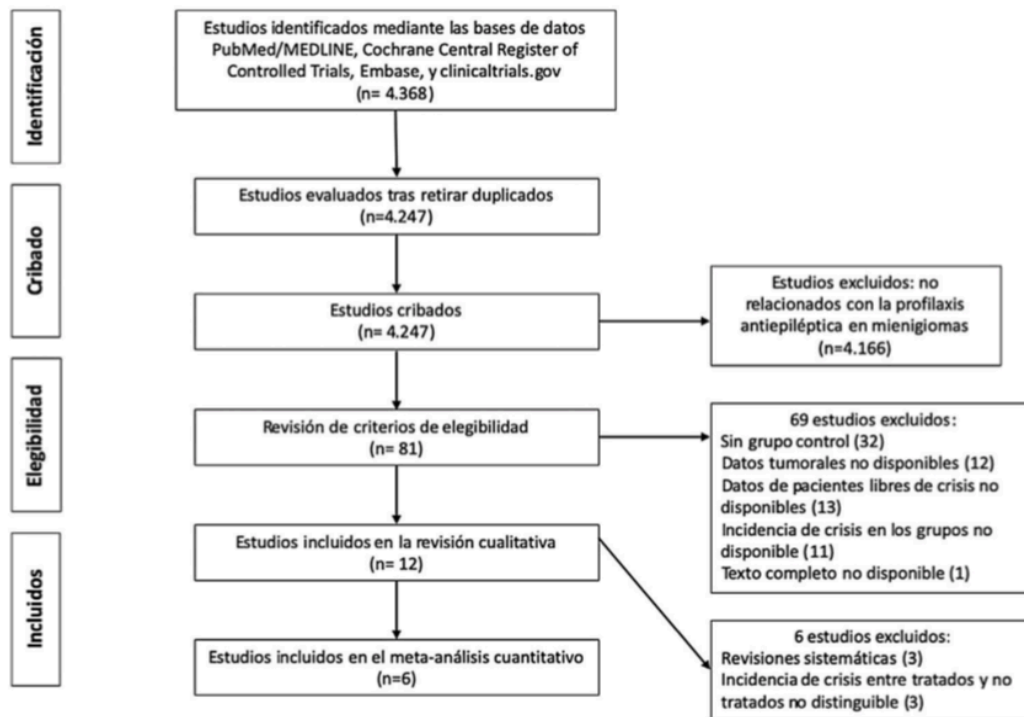 Identificación
Estudios identificados mediante las bases de datos
PubMed/MEDLINE, Cochrane Central Register of
Controlled Trials, Embase, y clinicaltrials.gov
(n= 4.368)
Cribado
Estudios evaluados tras retirar duplicados
(n=4.247)
Estudios cribados
(n= 4.247)
Estudios excluidos: no
relacionados con la profilaxis
antiepiléptica en mienigiomas
(n=4.166)
Elegibilidad
Revisión de criterios de elegibilidad
(n= 81)
69 estudios excluidos:
Sin grupo control (32)
Datos tumorales no disponibles (12)
Datos de pacientes libres de crisis no
disponibles (13)
Incidencia de crisis en los grupos no
disponible (11)
Texto completo no disponible (1)
Incluidos
Estudios incluidos en la revisión cualitativa
(n= 12)
Estudios incluidos en el meta-análisis cuantitativo
(n=6)
6 estudios excluidos:
Revisiones sistemáticas (3)
Incidencia de crisis entre tratados y no
tratados no distinguible (3)